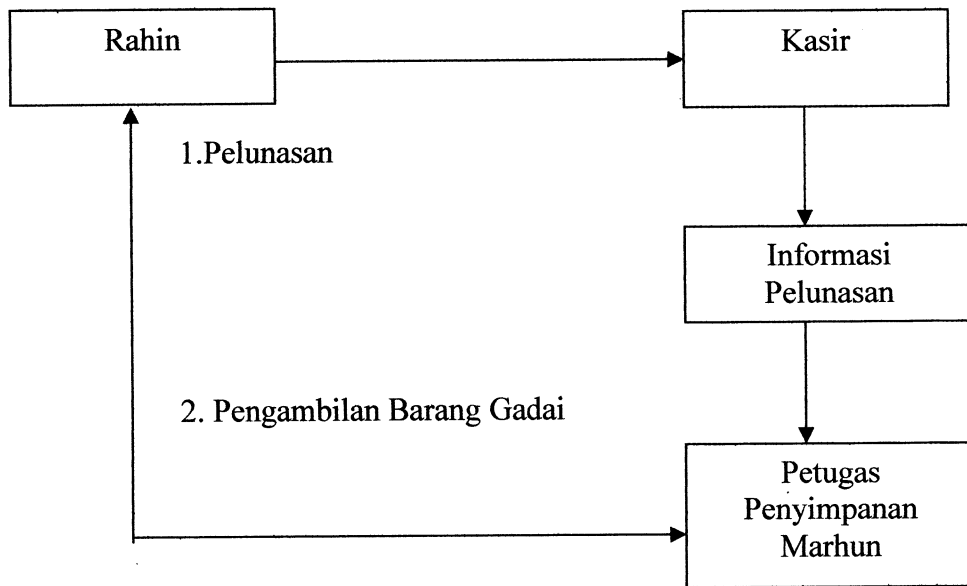 Rahin
Kasir
1.Pelunasan
Informasi
Pelunasan
2. Pengambilan Barang Gadai
Petugas
Penyimpanan
Marhun